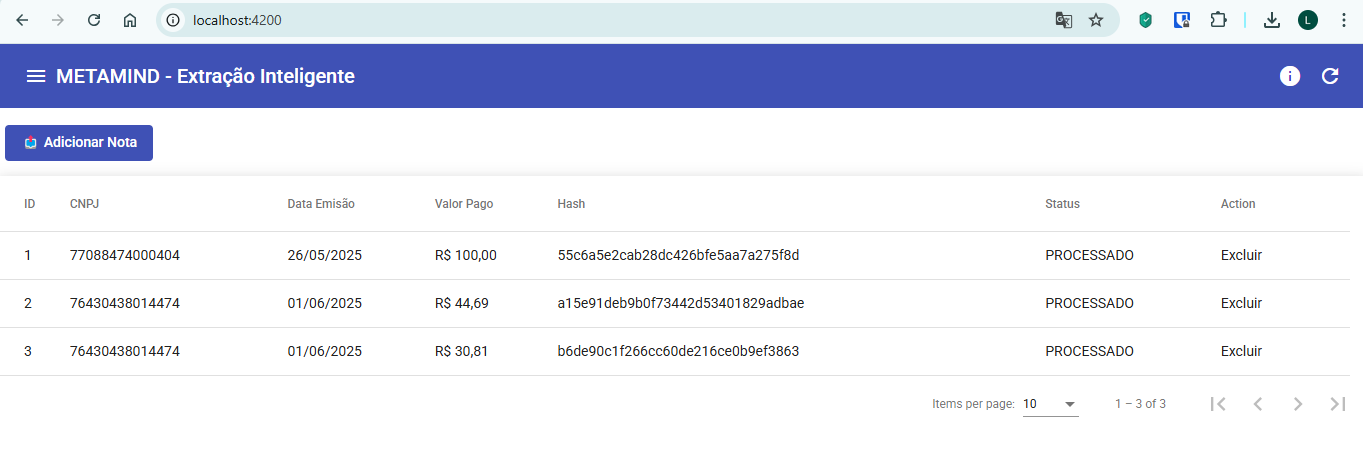 localhost:4200
L
METAMIND - Extração Inteligente
Adicionar Nota
ID CNPJ Data Emisão Valor Pago Hash Status Action
1 77088474000404 26/05/2025 R$ 100,00 55c6a5e2cab28dc426bfe5aa7a275f8d PROCESSADO Excluir
2 76430438014474 01/06/2025 R$ 44,69 a15e91deb9b0f73442d53401829adbae PROCESSADO Excluir
3 76430438014474 01/06/2025 R$ 30,81 b6de90c1f266cc60de216ce0b9ef3863 PROCESSADO Excluir
Items per page: 10 1 – 3 of 3